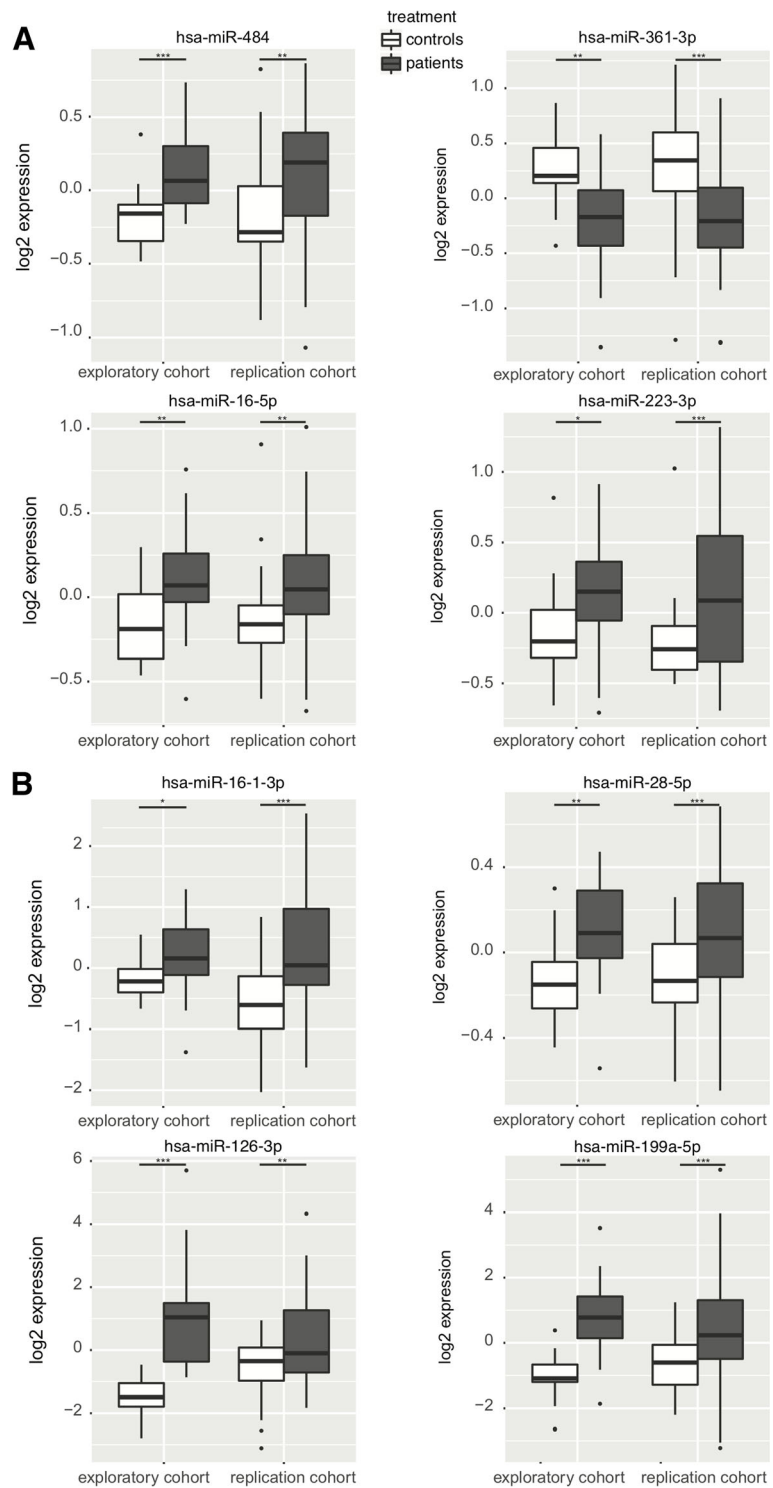 A
treatment
controls
patients
hsa-miR-484
***
**
log2 expression
0.5
0.0
−0.5
−1.0
exploratory cohort
replication cohort
hsa-miR-361-3p
**
***
log2 expression
1.0
0.5
0.0
−0.5
−1.0
exploratory cohort
replication cohort
hsa-miR-16-5p
**
**
log2 expression
1.0
0.5
0.0
−0.5
exploratory cohort
replication cohort
hsa-miR-223-3p
*
***
log2 expression
1.0
0.5
0.0
−0.5
exploratory cohort
replication cohort
B
hsa-miR-16-1-3p
*
***
log2 expression
2
1
0
−1
−2
exploratory cohort
replication cohort
hsa-miR-28-5p
**
***
log2 expression
0.4
0.0
−0.4
exploratory cohort
replication cohort
hsa-miR-126-3p
***
**
log2 expression
6
4
2
0
−2
exploratory cohort
replication cohort
hsa-miR-199a-5p
***
***
log2 expression
4
2
0
−2
exploratory cohort
replication cohort